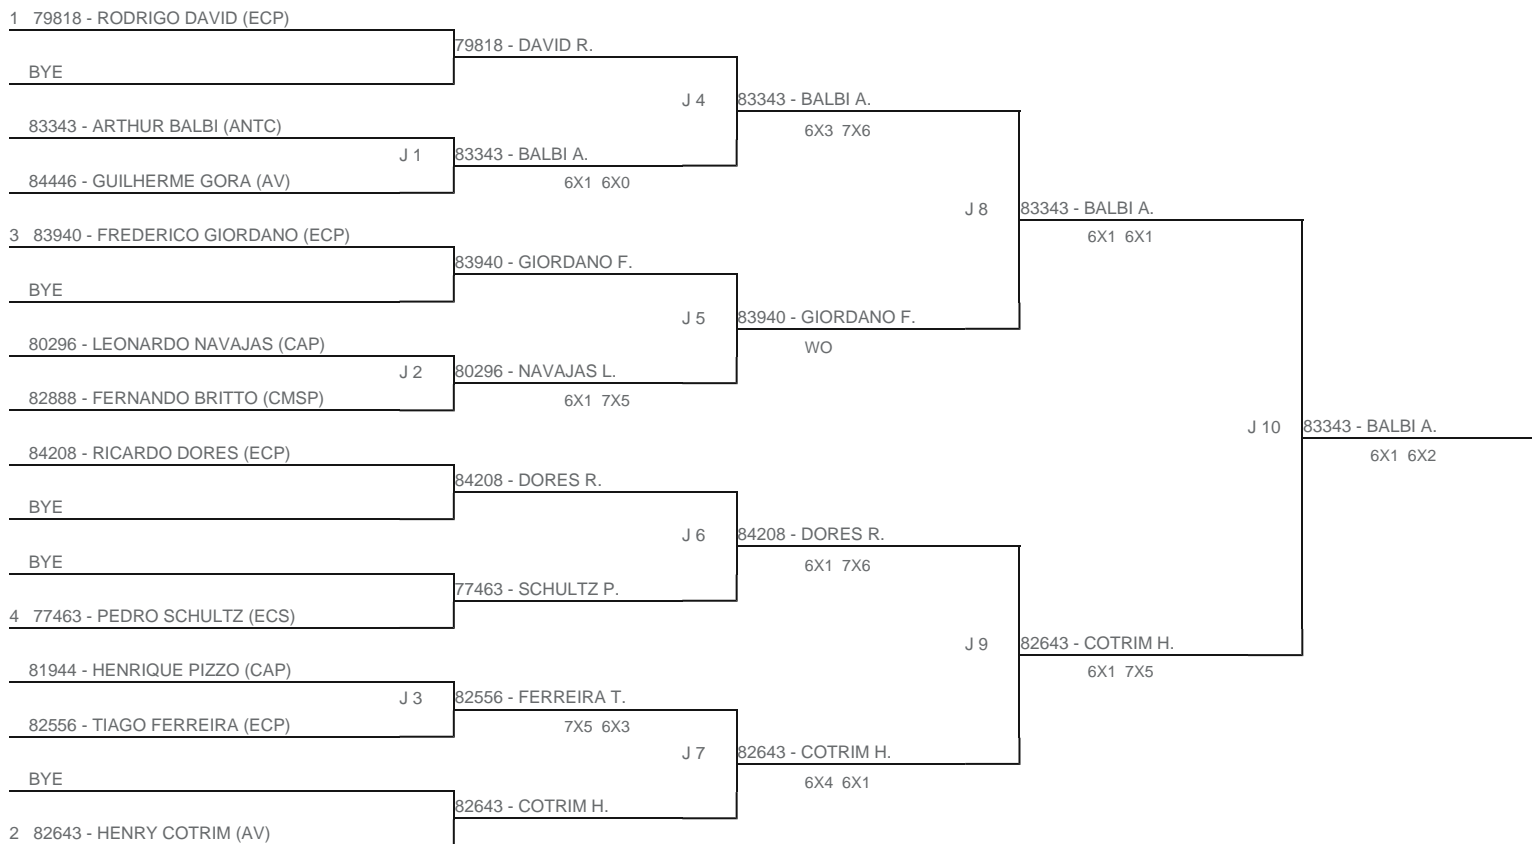 1 79818 - RODRIGO DAVID (ECP)
79818 - DAVID R.
BYE
J 4
83343 - BALBI A.
83343 - ARTHUR BALBI (ANTC)
6X3 7X6
J 1
83343 - BALBI A.
84446 - GUILHERME GORA (AV)
6X1 6X0
J 8
83343 - BALBI A.
3 83940 - FREDERICO GIORDANO (ECP)
6X1 6X1
83940 - GIORDANO F.
BYE
J 5
83940 - GIORDANO F.
80296 - LEONARDO NAVAJAS (CAP)
WO
J 2
80296 - NAVAJAS L.
82888 - FERNANDO BRITTO (CMSP)
6X1 7X5
J 10
83343 - BALBI A.
84208 - RICARDO DORES (ECP)
6X1 6X2
84208 - DORES R.
BYE
J 6
84208 - DORES R.
BYE
6X1 7X6
77463 - SCHULTZ P.
4 77463 - PEDRO SCHULTZ (ECS)
J 9
82643 - COTRIM H.
81944 - HENRIQUE PIZZO (CAP)
6X1 7X5
J 3
82556 - FERREIRA T.
82556 - TIAGO FERREIRA (ECP)
7X5 6X3
J 7
82643 - COTRIM H.
BYE
6X4 6X1
82643 - COTRIM H.
2 82643 - HENRY COTRIM (AV)